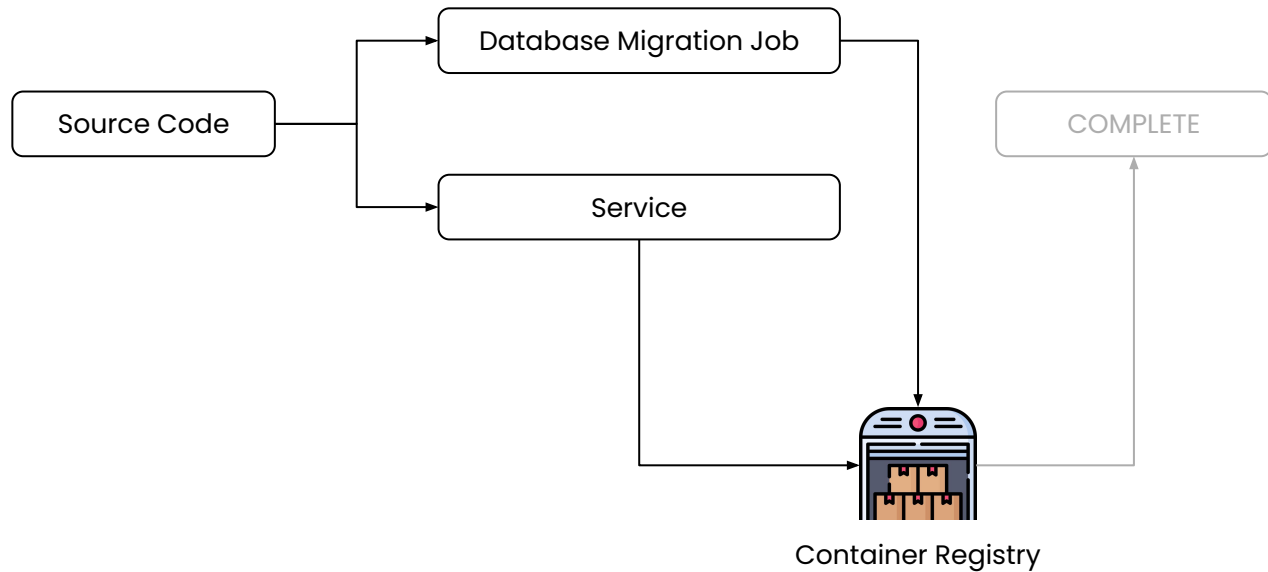 Database Migration Job
Source Code
COMPLETE
Service
Container Registry